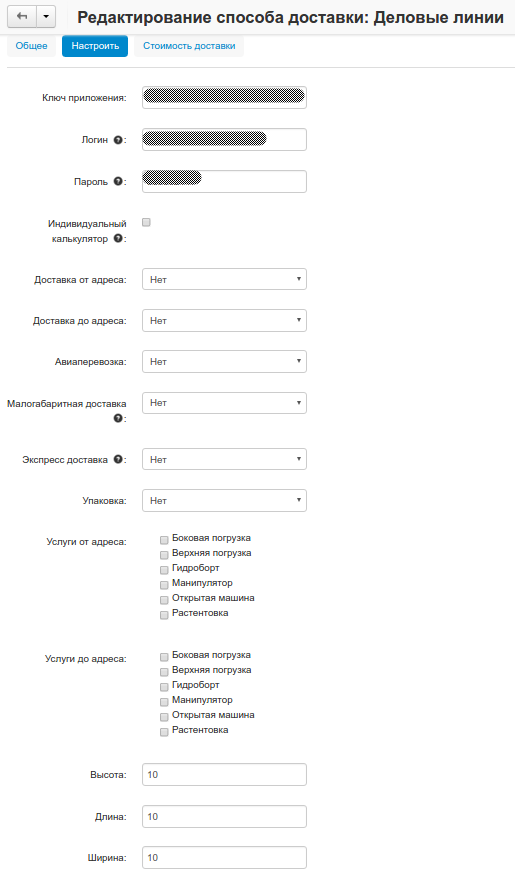 Редактирование способа доставки: Деловые линии
Общее Настроить Стоимость доставки
Ключ приложения:
Логин ?:
Пароль ?:
Индивидуальный
калькулятор ?:
Доставка от адреса: Нет
Доставка до адреса: Нет
Авиаперевозка: Нет
Малогабаритная доставка Нет
?:
Экспресс доставка ?: Нет
Упаковка: Нет
Услуги от адреса: Боковая погрузка
Верхняя погрузка
Гидроборт
Манипулятор
Открытая машина
Растентовка
Услуги до адреса: Боковая погрузка
Верхняя погрузка
Гидроборт
Манипулятор
Открытая машина
Растентовка
Высота: 10
Длина: 10
Ширина: 10